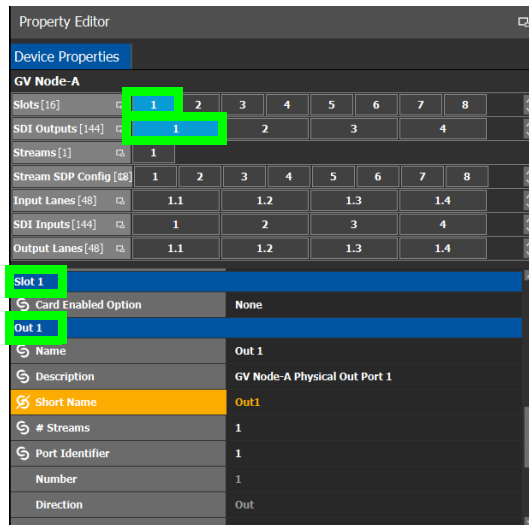 Property Editor
Device Properties
GV Node-A
Slots [16] 1 2 3 4 5 6 7 8
SDI Outputs [144] 1 2 3 4
Streams [1] 1
Stream SDP Config [18] 1 2 3 4 5 6 7 8
Input Lanes [48] 1.1 1.2 1.3 1.4
SDI Inputs [144] 1 2 3 4
Output Lanes [48] 1.1 1.2 1.3 1.4
Slot 1
Card Enabled Option None
Out 1
Name Out 1
Description GV Node-A Physical Out Port 1
Short Name Out1
# Streams 1
Port Identifier 1
Number 1
Direction Out